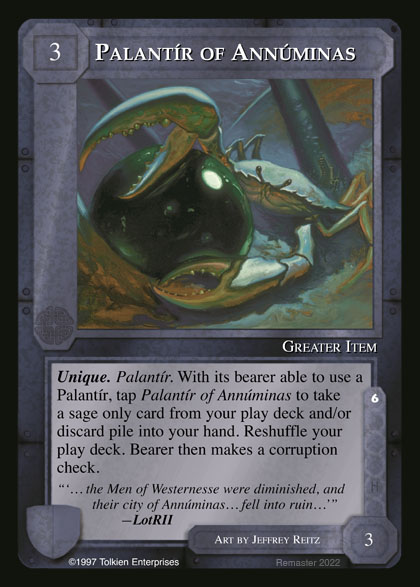 3
Palantír of Annúminas
Greater Item
Unique. Palantír. With its bearer able to use a
Palantír, tap Palantír of Annúminas to take
a sage only card from your play deck and/or
discard pile into your hand. Reshuffle your
play deck. Bearer then makes a corruption
check.
6
“‘… the Men of Westernesse were diminished, and
their city of Annúminas… fell into ruin…’”
—LotRII
Art by Jeffrey Reitz
3
©1997 Tolkien Enterprises
Remaster 2022